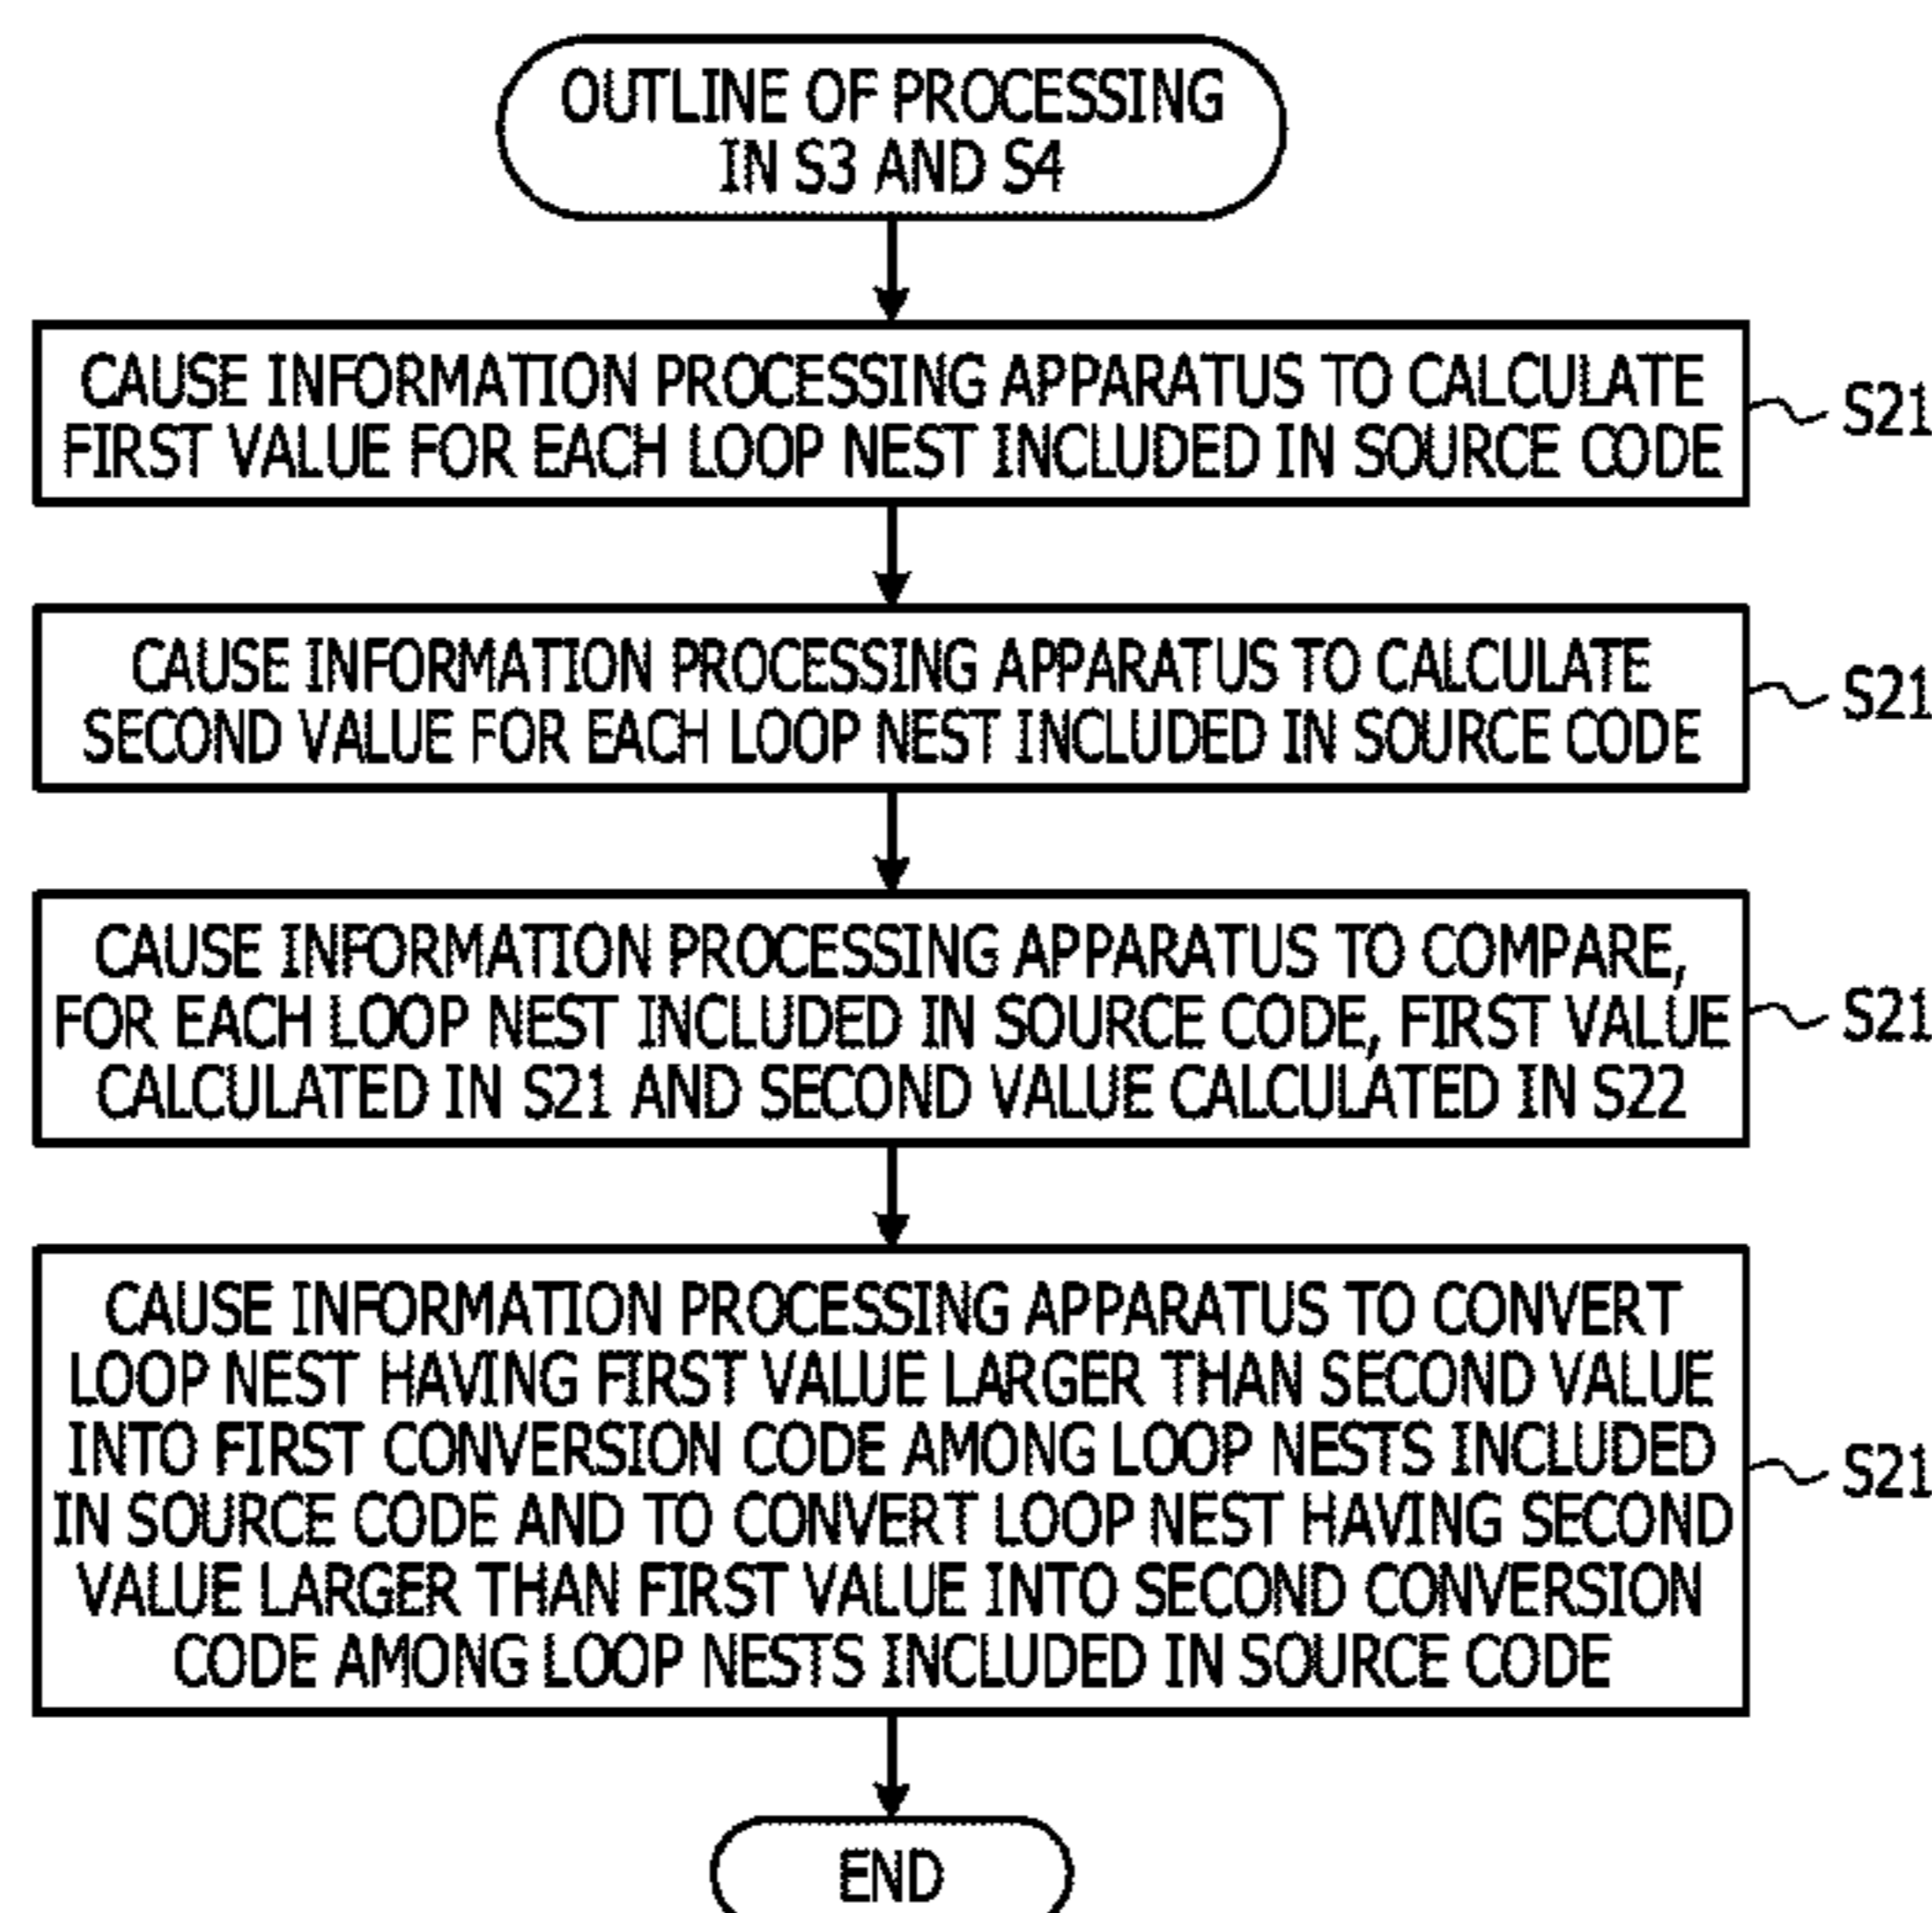 OUTLINE OF PROCESSING
IN S3 AND S4
CAUSE INFORMATION PROCESSING APPARATUS TO CALCULATE
FIRST VALUE FOR EACH LOOP NEST INCLUDED IN SOURCE CODE
S21
CAUSE INFORMATION PROCESSING APPARATUS TO CALCULATE
SECOND VALUE FOR EACH LOOP NEST INCLUDED IN SOURCE CODE
S21
CAUSE INFORMATION PROCESSING APPARATUS TO COMPARE,
FOR EACH LOOP NEST INCLUDED IN SOURCE CODE, FIRST VALUE
CALCULATED IN S21 AND SECOND VALUE CALCULATED IN S22
S21
CAUSE INFORMATION PROCESSING APPARATUS TO CONVERT
LOOP NEST HAVING FIRST VALUE LARGER THAN SECOND VALUE
INTO FIRST CONVERSION CODE AMONG LOOP NESTS INCLUDED
IN SOURCE CODE AND TO CONVERT LOOP NEST HAVING SECOND
VALUE LARGER THAN FIRST VALUE INTO SECOND CONVERSION
CODE AMONG LOOP NESTS INCLUDED IN SOURCE CODE
S21
END